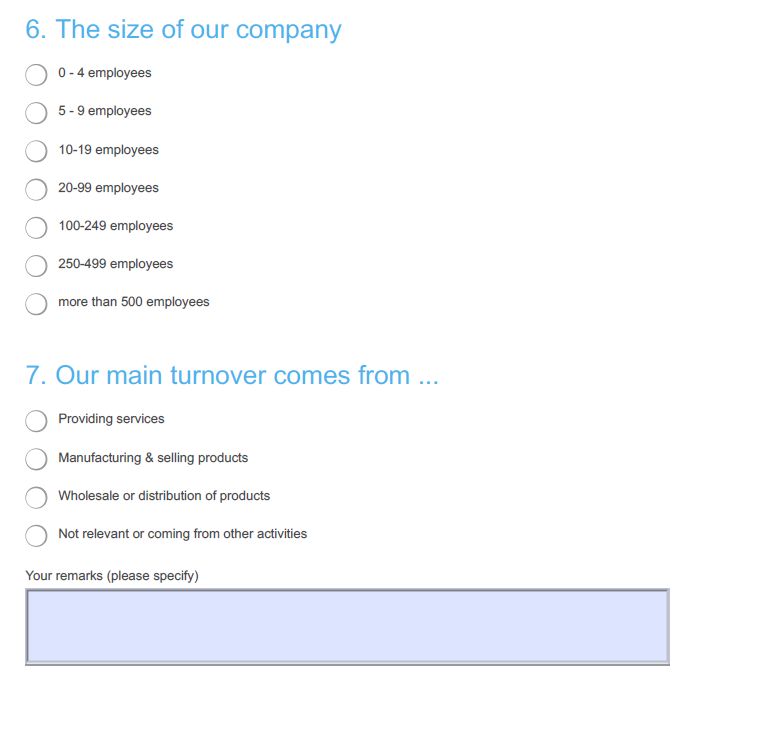 6. The size of our company
0 - 4 employees
5 - 9 employees
10-19 employees
20-99 employees
100-249 employees
250-499 employees
more than 500 employees
7. Our main turnover comes from ...
Providing services
Manufacturing & selling products
Wholesale or distribution of products
Not relevant or coming from other activities
Your remarks (please specify)